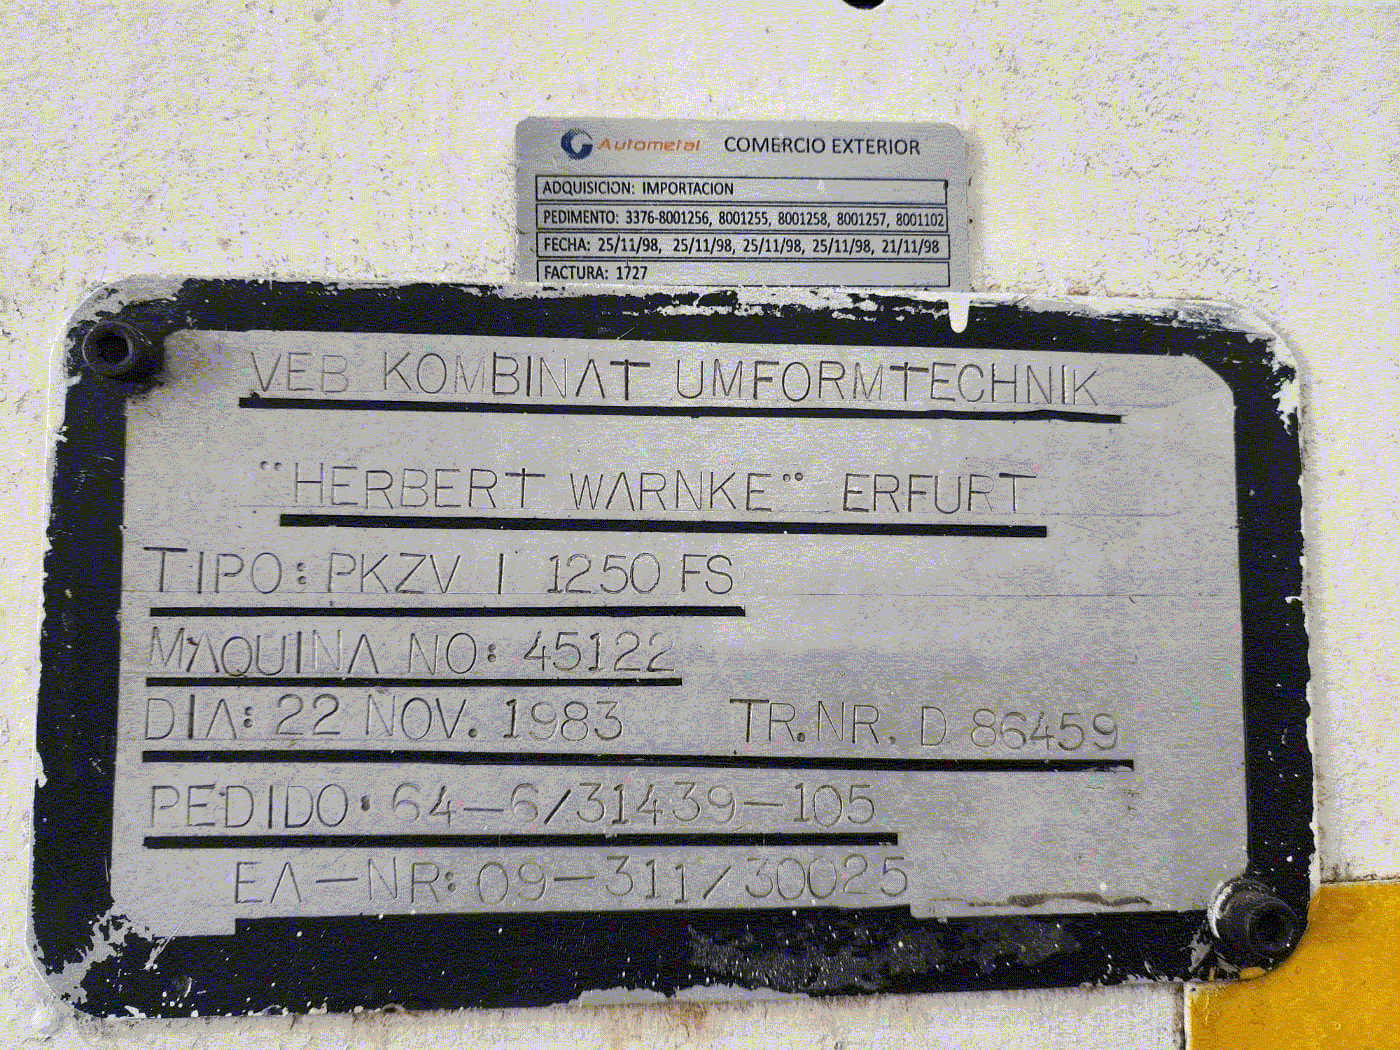 Autometal COMERCIO EXTERIOR
ADQUISICION: IMPORTACION
PEDIMENTO: 3376-8001256, 8001255, 8001258, 8001257, 8001102
FECHA: 25/11/98, 25/11/98, 25/11/98, 25/11/98, 21/11/98
FACTURA: 1727
VEB KOMBINAT UMFORMTECHNIK
"HERBERT WARNKE" ERFURT
TIPO: PKZV I 1250 FS
MAQUINA NO: 45122
DIA: 22 NOV. 1983 TR.NR. D 86459
PEDIDO: 64-6/31439-105
EA-NR: 09-311/30025